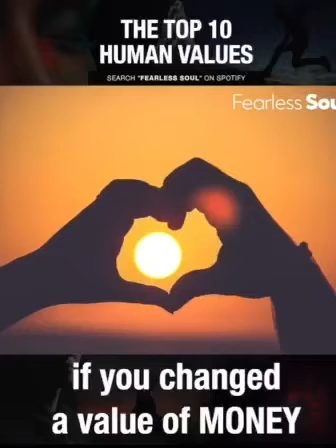 THE TOP 10
HUMAN VALUES
SEARCH "FEARLESS SOUL" ON SPOTIFY
Fearless Sou
if you changed
a value of MONEY